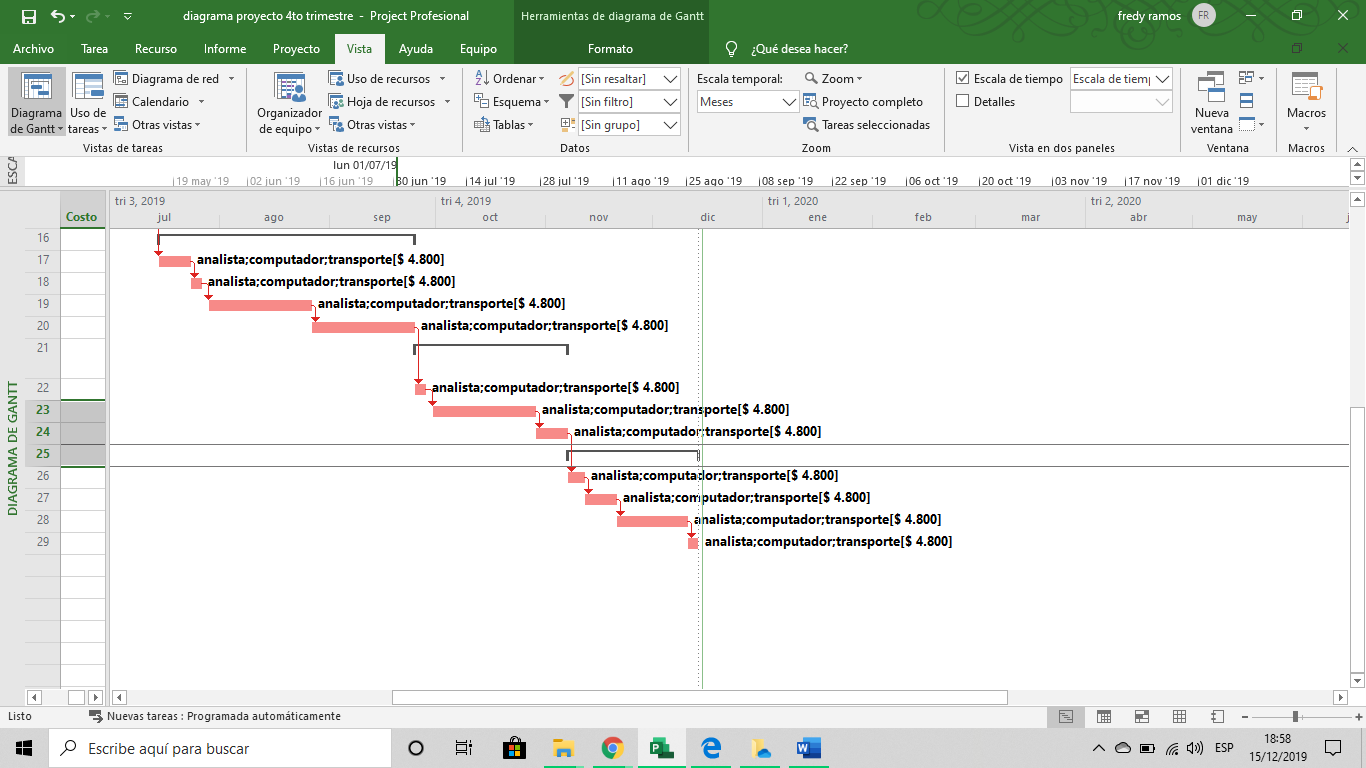 diagrama proyecto 4to trimestre - Project Profesional
Herramientas de diagrama de Gantt
fredy ramos
FR
Archivo Tarea Recurso Informe Proyecto Vista Ayuda Equipo Formato ¿Qué desea hacer?
Diagrama de Gantt
Uso de tareas
Diagrama de red
Calendario
Otras vistas
Vistas de tareas
Organizador de equipo
Uso de recursos
Hoja de recursos
Otras vistas
Vistas de recursos
Ordenar
Esquema
Tablas
[Sin resaltar]
[Sin filtro]
[Sin grupo]
Datos
Escala temporal:
Meses
Zoom
Proyecto completo
Tareas seleccionadas
Zoom
Escala de tiempo
Detalles
Escala de tiem
Vista en dos paneles
Nueva ventana
Ventana
Macros
Macros
ESCA
lun 01/07/19
19 may '19 02 jun '19 16 jun '19 30 jun '19 14 jul '19 28 jul '19 11 ago '19 25 ago '19 08 sep '19 22 sep '19 06 oct '19 20 oct '19 03 nov '19 17 nov '19 01 dic '19
Costo
tri 3, 2019 tri 4, 2019 tri 1, 2020 tri 2, 2020
jul ago sep oct nov dic ene feb mar abr may
DIAGRAMA DE GANTT
16
17 analista;computador;transporte[$ 4.800]
18 analista;computador;transporte[$ 4.800]
19 analista;computador;transporte[$ 4.800]
20 analista;computador;transporte[$ 4.800]
21
22 analista;computador;transporte[$ 4.800]
23 analista;computador;transporte[$ 4.800]
24 analista;computador;transporte[$ 4.800]
25
26 analista;computador;transporte[$ 4.800]
27 analista;computador;transporte[$ 4.800]
28 analista;computador;transporte[$ 4.800]
29 analista;computador;transporte[$ 4.800]
Listo
Nuevas tareas : Programada automáticamente
Escribe aquí para buscar
ESP
18:58
15/12/2019